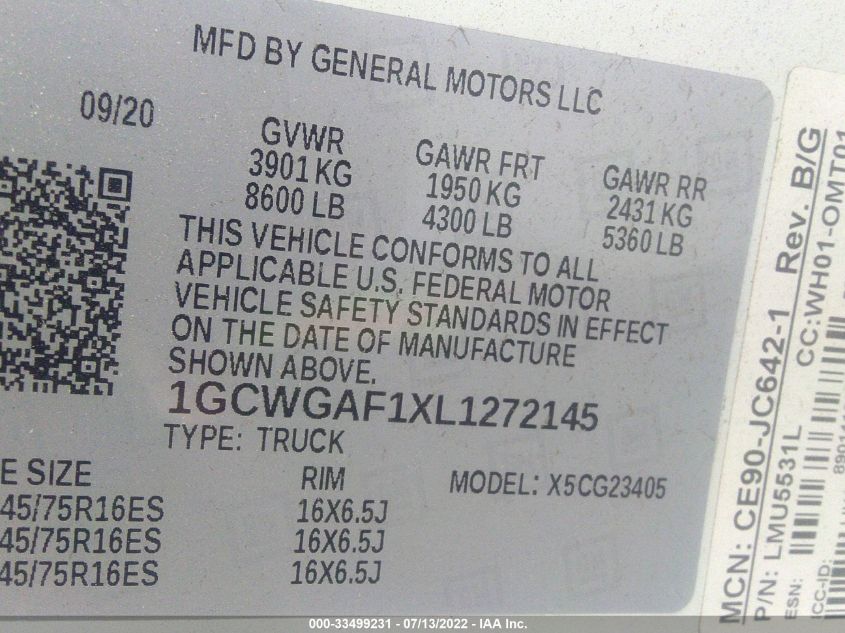 MFD BY GENERAL MOTORS LLC
09/20
GVWR
3901 KG
8600 LB
GAWR FRT
1950 KG
4300 LB
GAWR RR
2431 KG
5360 LB
THIS VEHICLE CONFORMS TO ALL
APPLICABLE U.S. FEDERAL MOTOR
VEHICLE SAFETY STANDARDS IN EFFECT
ON THE DATE OF MANUFACTURE
SHOWN ABOVE.
1GCWGAF1XL1272145
TYPE: TRUCK
E SIZE RIM MODEL: X5CG23405
45/75R16ES 16X6.5J
45/75R16ES 16X6.5J
45/75R16ES 16X6.5J
MCN: CE90-JC642-1 Rev. B/G
P/N: LMU5531L CC:WH01-OMT01
ESN:
ICC-ID:
000-33499231 - 07/13/2022 - IAA Inc.